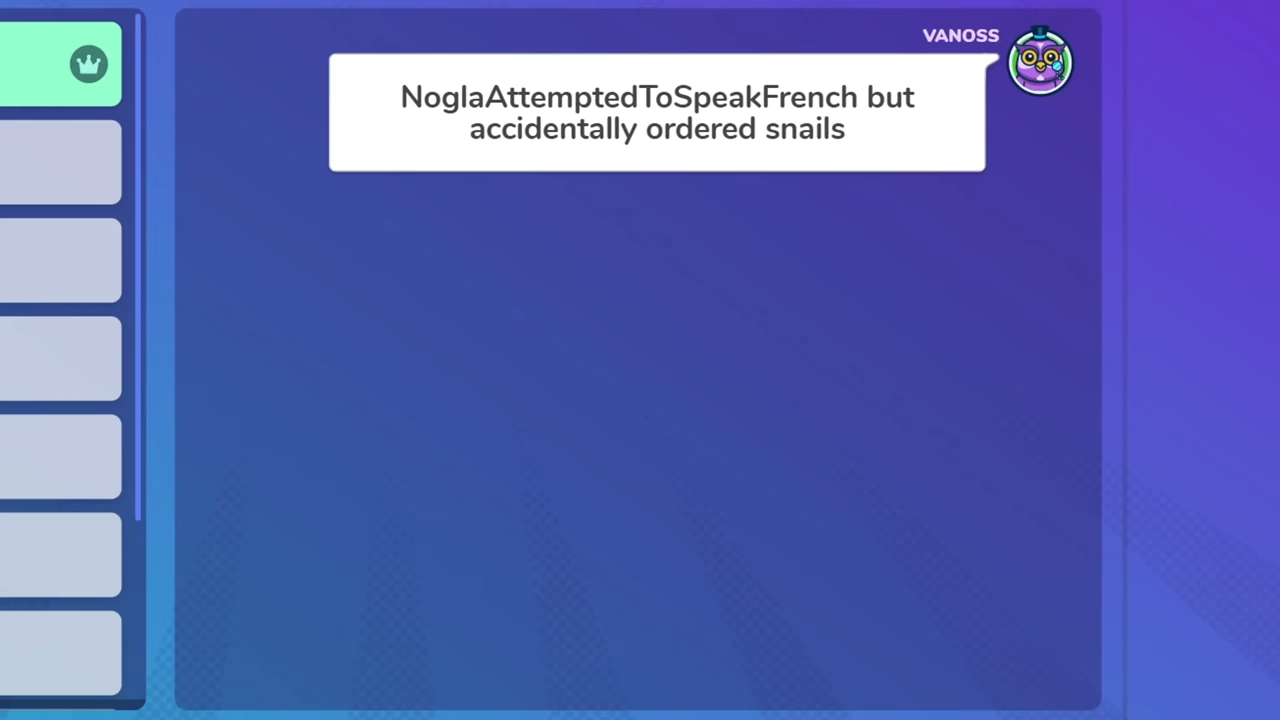 VANOSS
NoglaAttemptedToSpeakFrench but
accidentally ordered snails